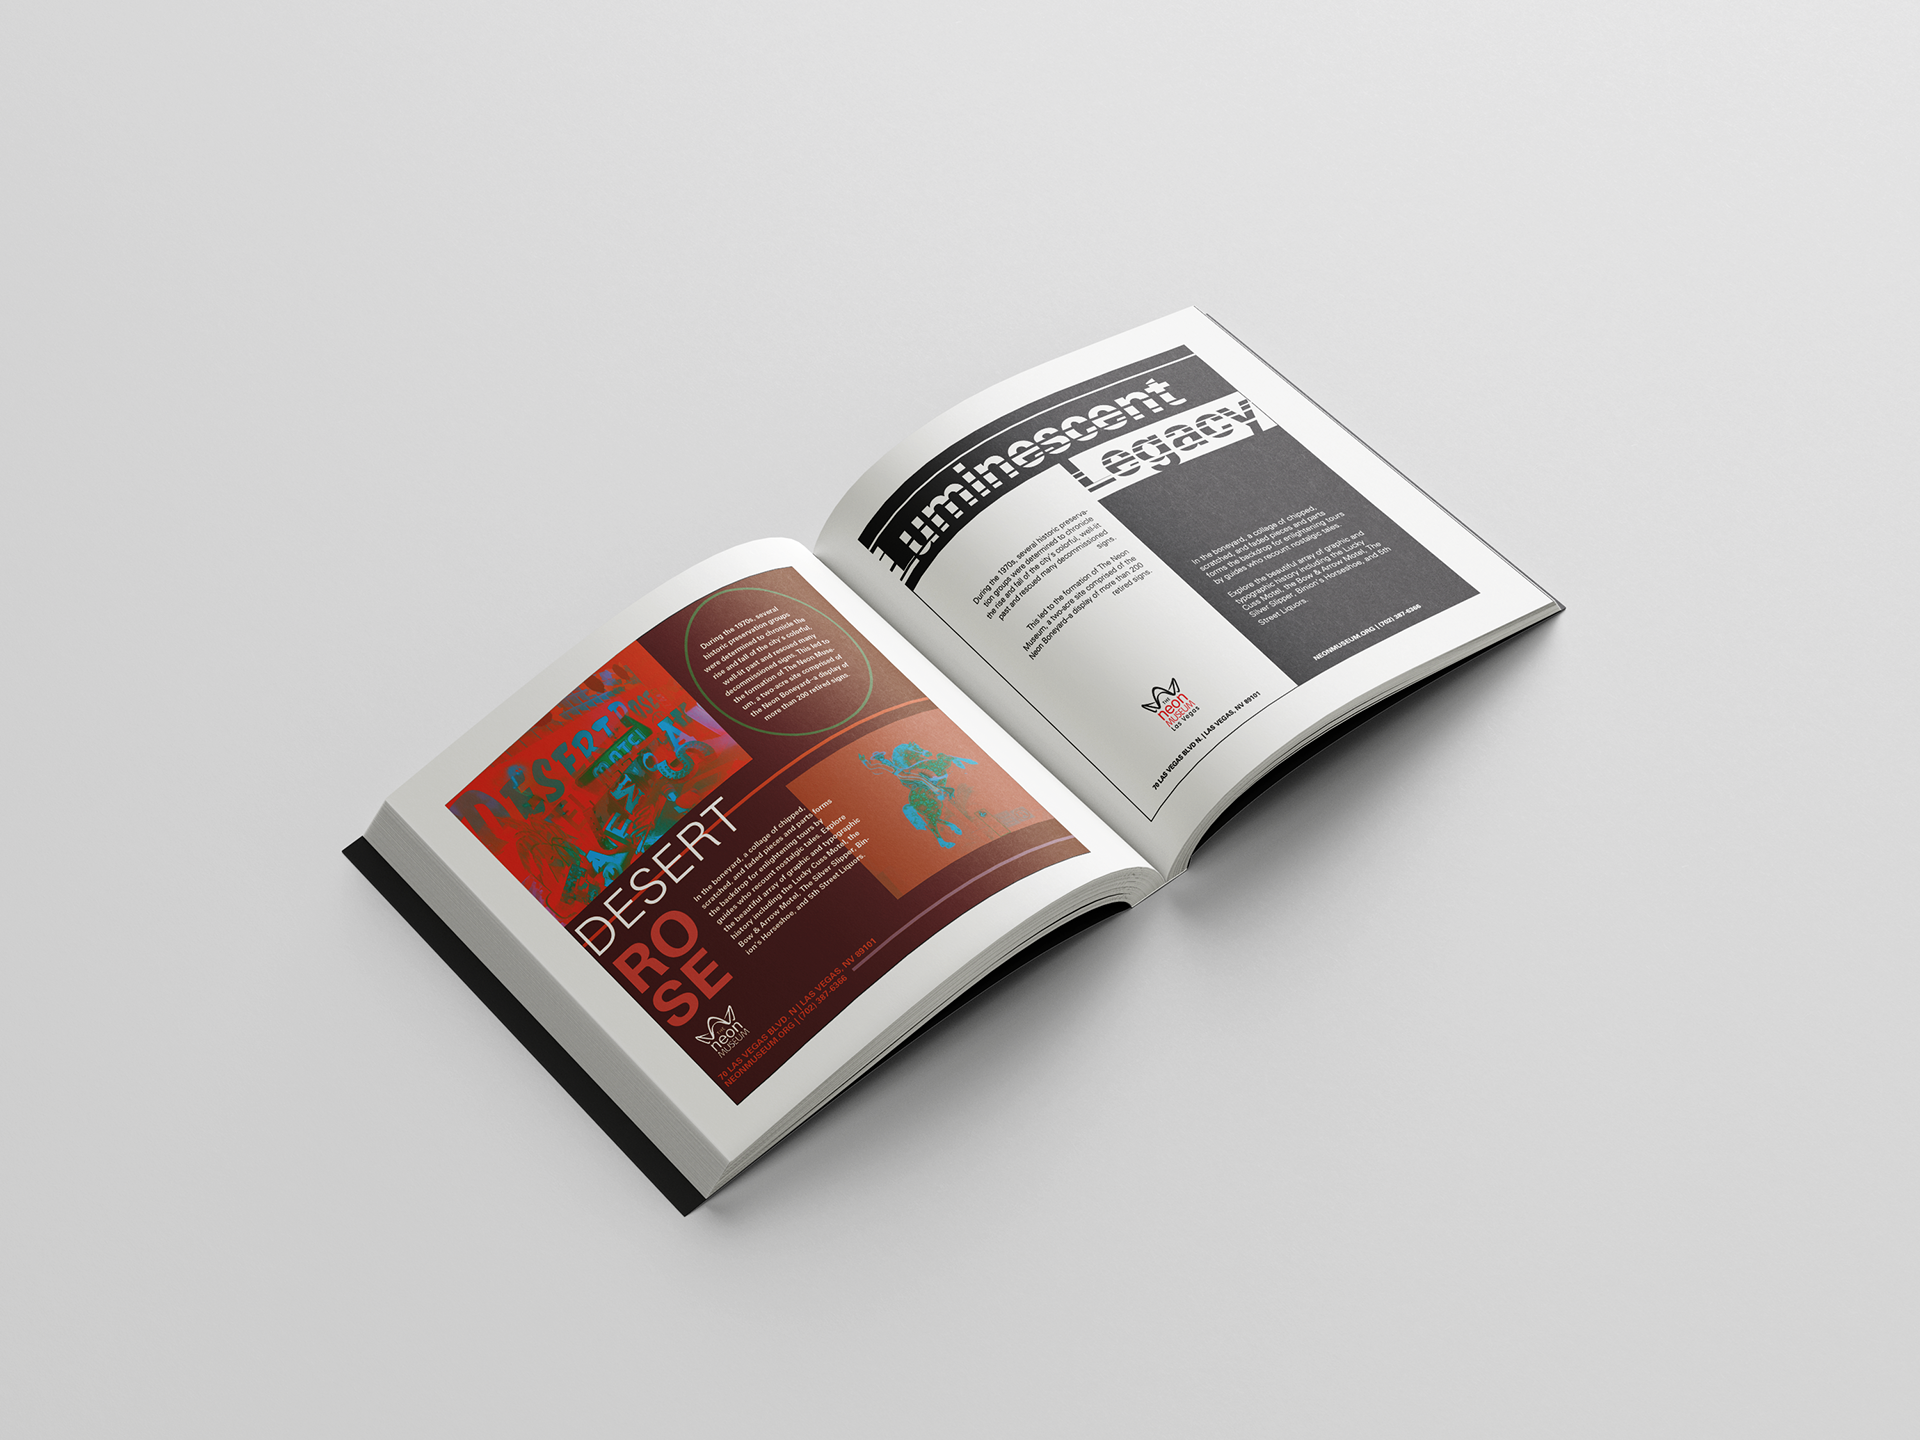 During the 1970s, several
historic preservation groups
were determined to chronicle the
rise and fall of the city's colorful,
well-lit past and rescued many
decommissioned signs. This led to
the formation of The Neon Muse-
um, a two-acre site comprised of
the Neon Boneyard–a display of
more than 200 retired signs.
DESERT
DESERT
RO
SE
In the boneyard, a collage of chipped,
scratched, and faded pieces and parts forms
the backdrop for enlightening tours by
guides who recount nostalgic tales. Explore
the beautiful array of graphic and typographic
history including the Lucky Cuss Motel, the
Bow & Arrow Motel, The Silver Slipper, Bin-
ion's Horseshoe, and 5th Street Liquors.
THE
neon
MUSEUM
70 LAS VEGAS BLVD. N | LAS VEGAS, NV 89101
NEONMUSEUM.ORG | (702) 387-6366
Luminescent
Legacy
During the 1970s, several historic preserva-
tion groups were determined to chronicle
the rise and fall of the city's colorful, well-lit
past and rescued many decommissioned
signs.
This led to the formation of The Neon
Museum, a two-acre site comprised of the
Neon Boneyard–a display of more than 200
retired signs.
In the boneyard, a collage of chipped,
scratched, and faded pieces and parts
forms the backdrop for enlightening tours
by guides who recount nostalgic tales.
Explore the beautiful array of graphic and
typographic history including the Lucky
Cuss Motel, the Bow & Arrow Motel, The
Silver Slipper, Binion's Horseshoe, and 5th
Street Liquors.
THE
neon
MUSEUM
Las Vegas
70 LAS VEGAS BLVD N. | LAS VEGAS, NV 89101
NEONMUSEUM.ORG | (702) 387-6366